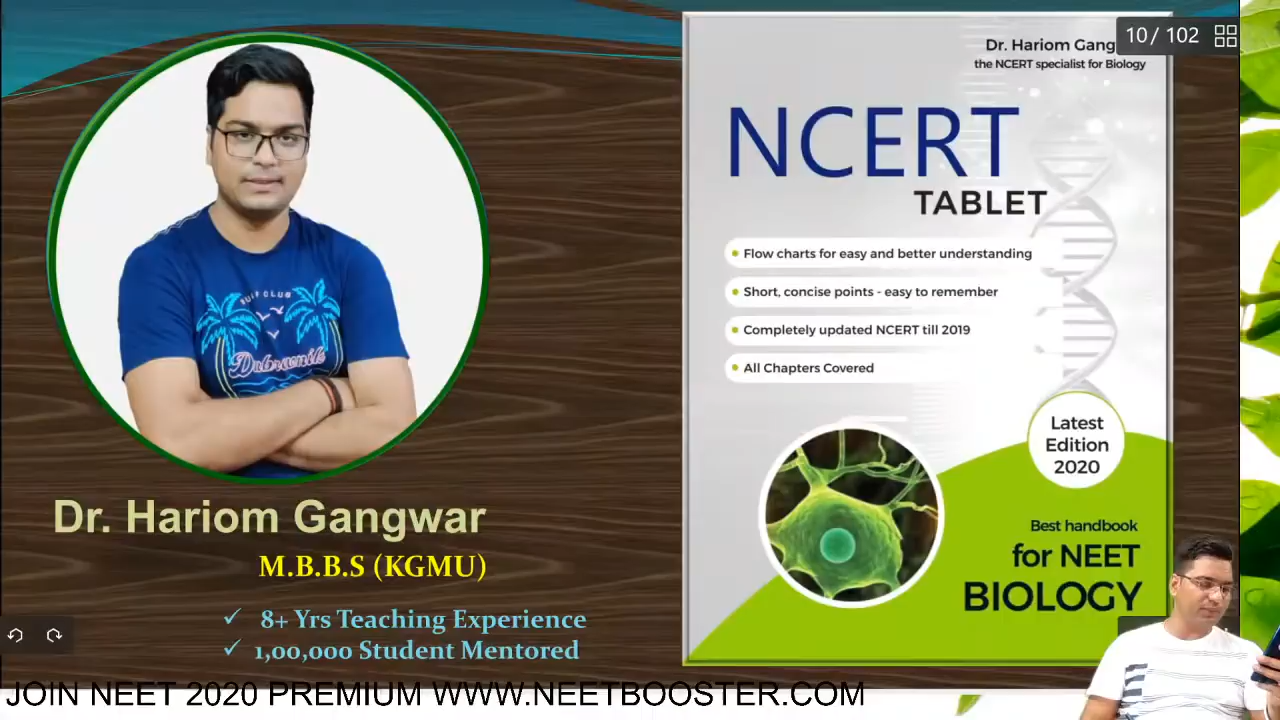 10 / 102
Dr. Hariom Gang
the NCERT specialist for Biology
NCERT
TABLET
Flow charts for easy and better understanding
Short, concise points - easy to remember
Completely updated NCERT till 2019
All Chapters Covered
Latest
Edition
2020
Best handbook
for NEET
BIOLOGY
SURF CLUB
Dubrovnik
Dr. Hariom Gangwar
M.B.B.S (KGMU)
✓ 8+ Yrs Teaching Experience
✓ 1,00,000 Student Mentored
JOIN NEET 2020 PREMIUM WWW.NEETBOOSTER.COM